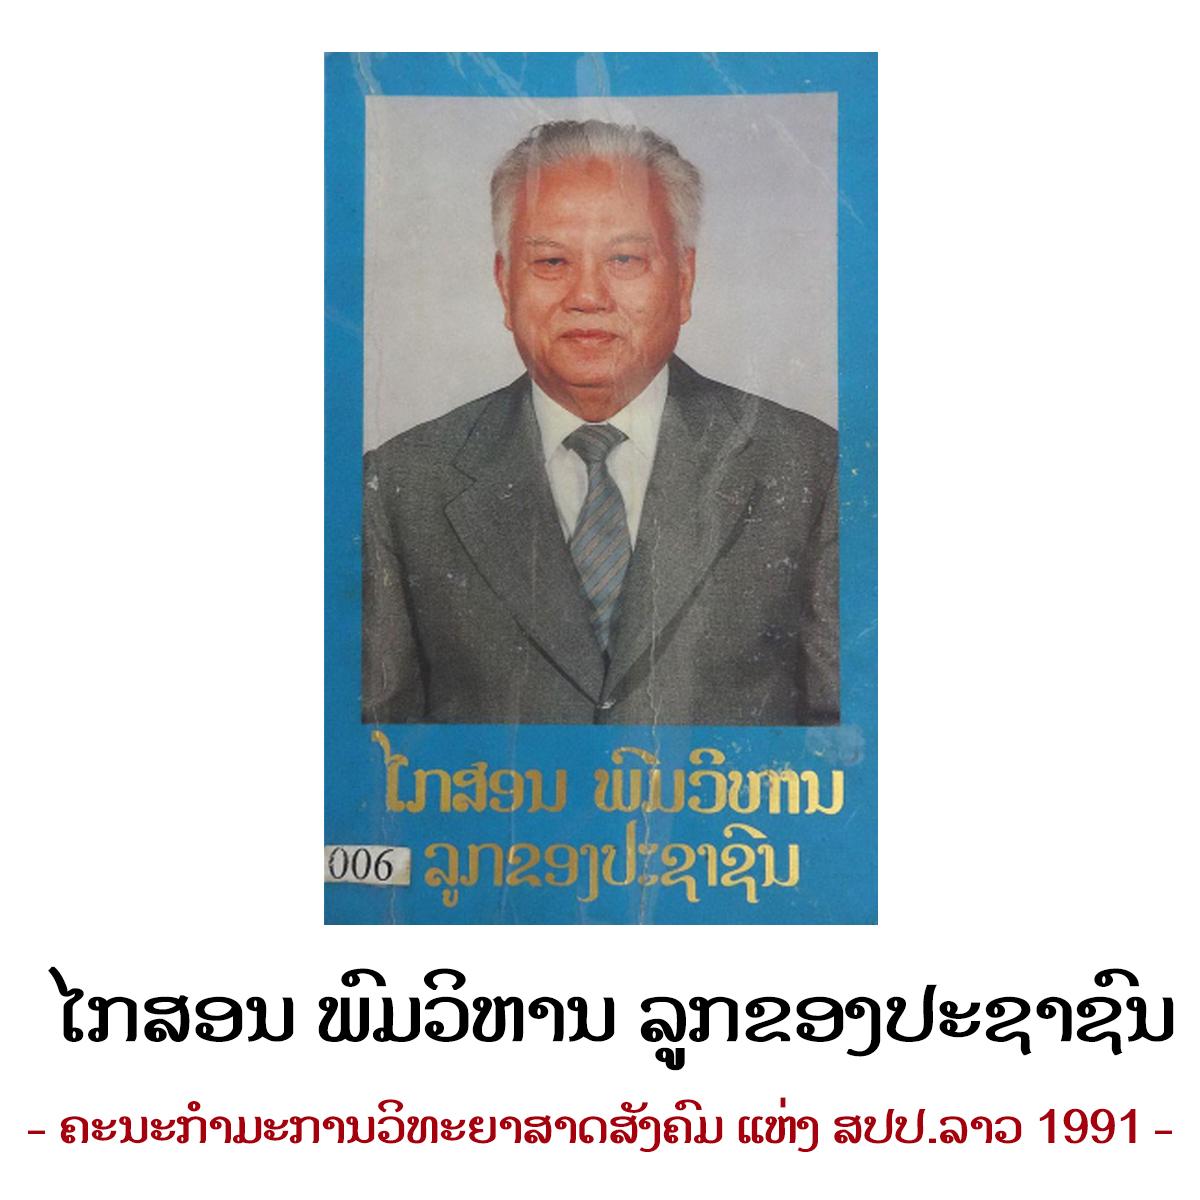 ໄກສອນ ພົມວິຫານ
006
ລູກຂອງປະຊາຊົນ
ໄກສອນ ພົມວິຫານ ລູກຂອງປະຊາຊົນ
- ຄະນະກຳມະການວິທະຍາສາດສັງຄົມ ແຫ່ງ ສປປ.ລາວ 1991 -